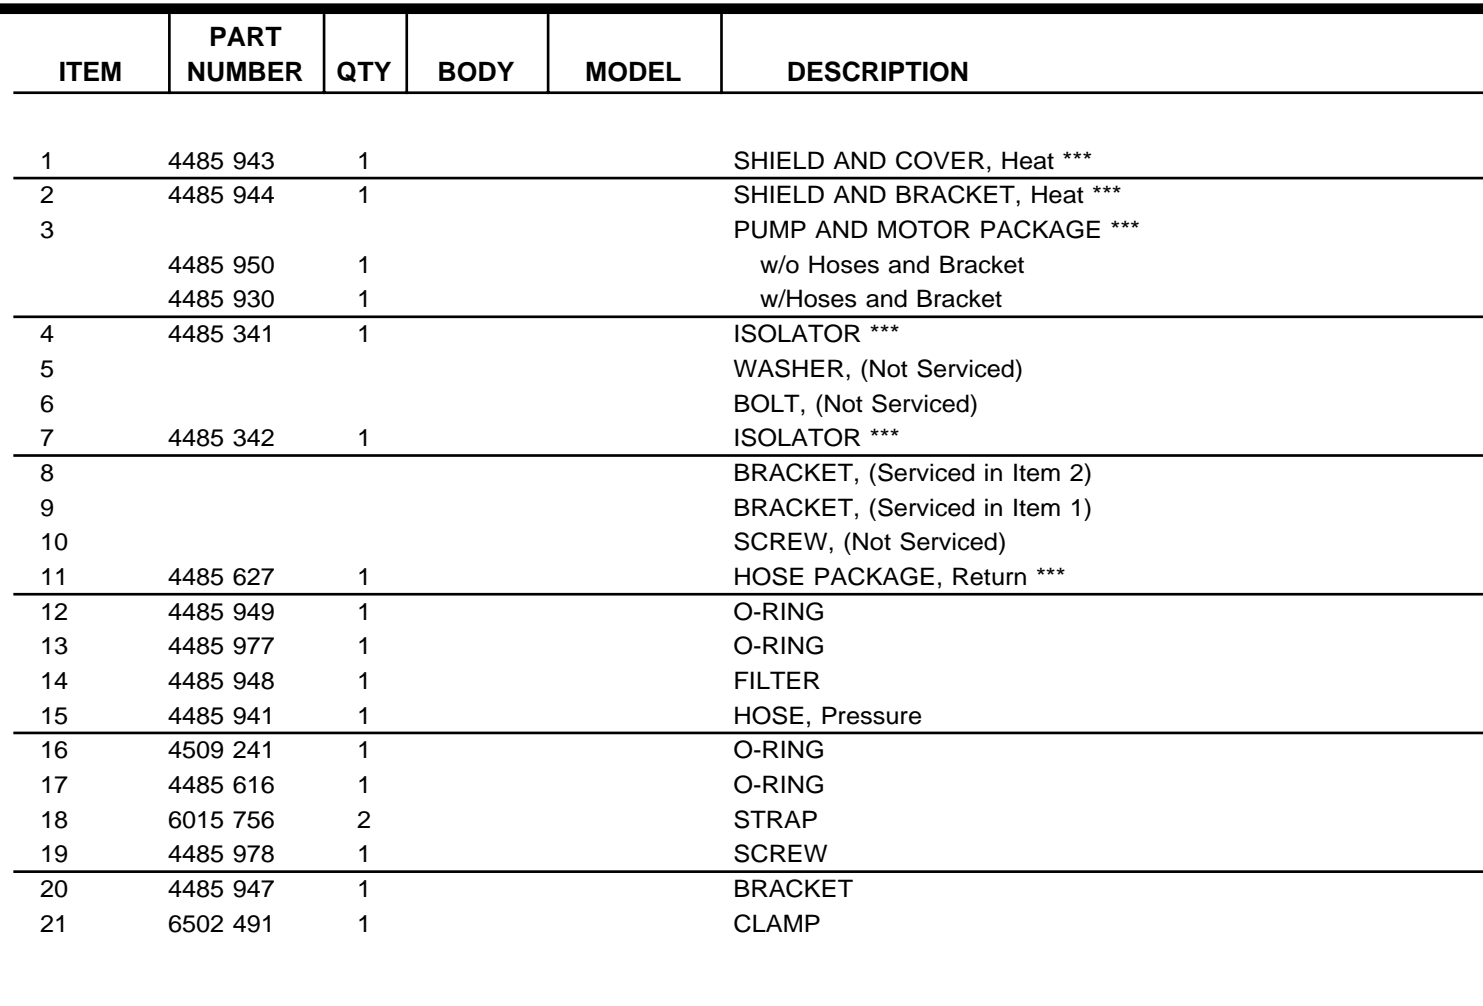 PART
ITEM NUMBER QTY BODY MODEL DESCRIPTION
1 4485 943 1 SHIELD AND COVER, Heat ***
2 4485 944 1 SHIELD AND BRACKET, Heat ***
3 PUMP AND MOTOR PACKAGE ***
4485 950 1 w/o Hoses and Bracket
4485 930 1 w/Hoses and Bracket
4 4485 341 1 ISOLATOR ***
5 WASHER, (Not Serviced)
6 BOLT, (Not Serviced)
7 4485 342 1 ISOLATOR ***
8 BRACKET, (Serviced in Item 2)
9 BRACKET, (Serviced in Item 1)
10 SCREW, (Not Serviced)
11 4485 627 1 HOSE PACKAGE, Return ***
12 4485 949 1 O-RING
13 4485 977 1 O-RING
14 4485 948 1 FILTER
15 4485 941 1 HOSE, Pressure
16 4509 241 1 O-RING
17 4485 616 1 O-RING
18 6015 756 2 STRAP
19 4485 978 1 SCREW
20 4485 947 1 BRACKET
21 6502 491 1 CLAMP